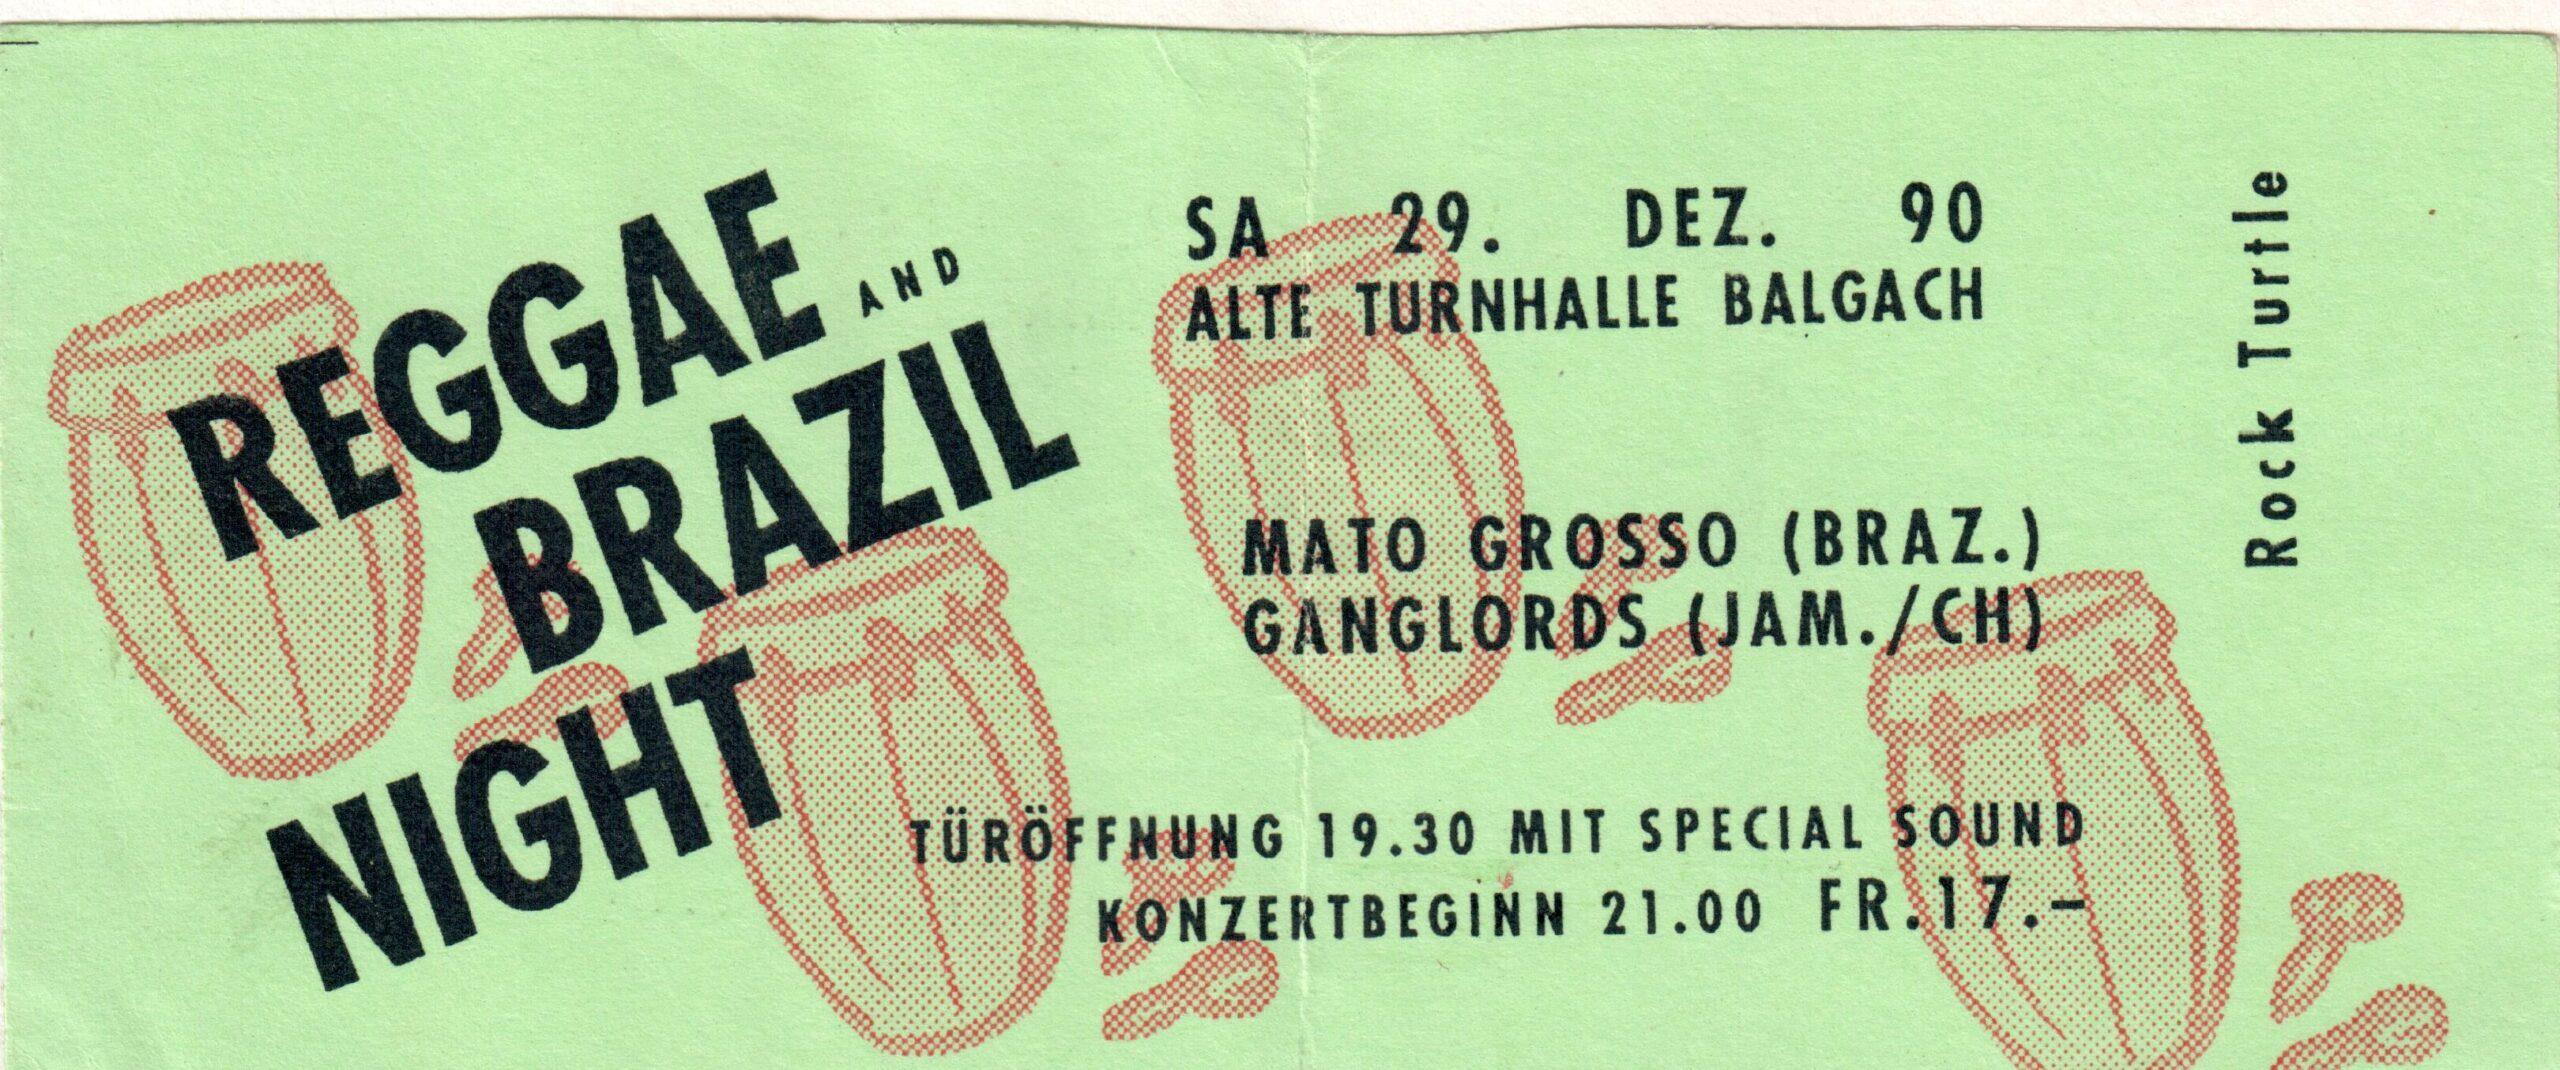 REGGAE AND
BRAZIL
NIGHT
SA 29. DEZ. 90
ALTE TURNHALLE BALGACH
MATO GROSSO (BRAZ.)
GANGLORDS (JAM./CH)
TÜRÖFFNUNG 19.30 MIT SPECIAL SOUND
KONZERTBEGINN 21.00 FR.17.–
Rock Turtle